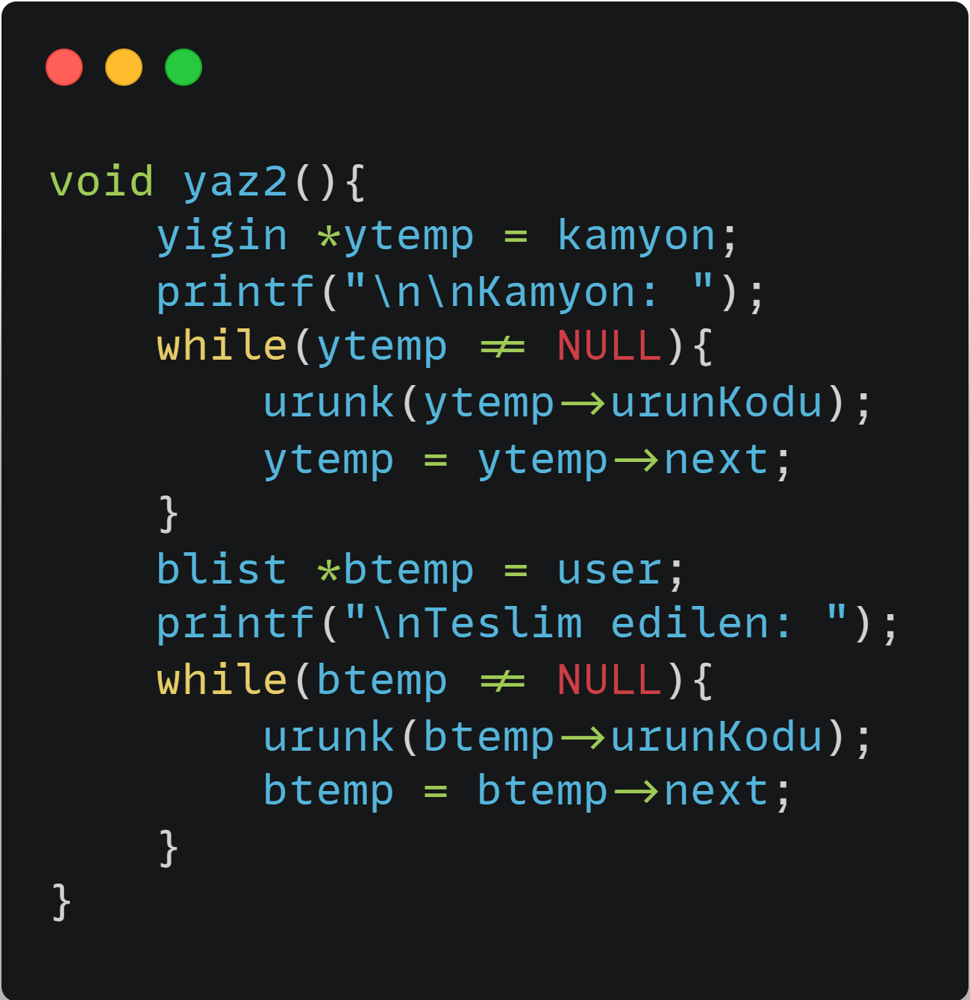 void yaz2(){
    yigin *ytemp = kamyon;
    printf("\n\nKamyon: ");
    while(ytemp != NULL){
        urunk(ytemp->urunKodu);
        ytemp = ytemp->next;
    }
    blist *btemp = user;
    printf("\nTeslim edilen: ");
    while(btemp != NULL){
        urunk(btemp->urunKodu);
        btemp = btemp->next;
    }
}